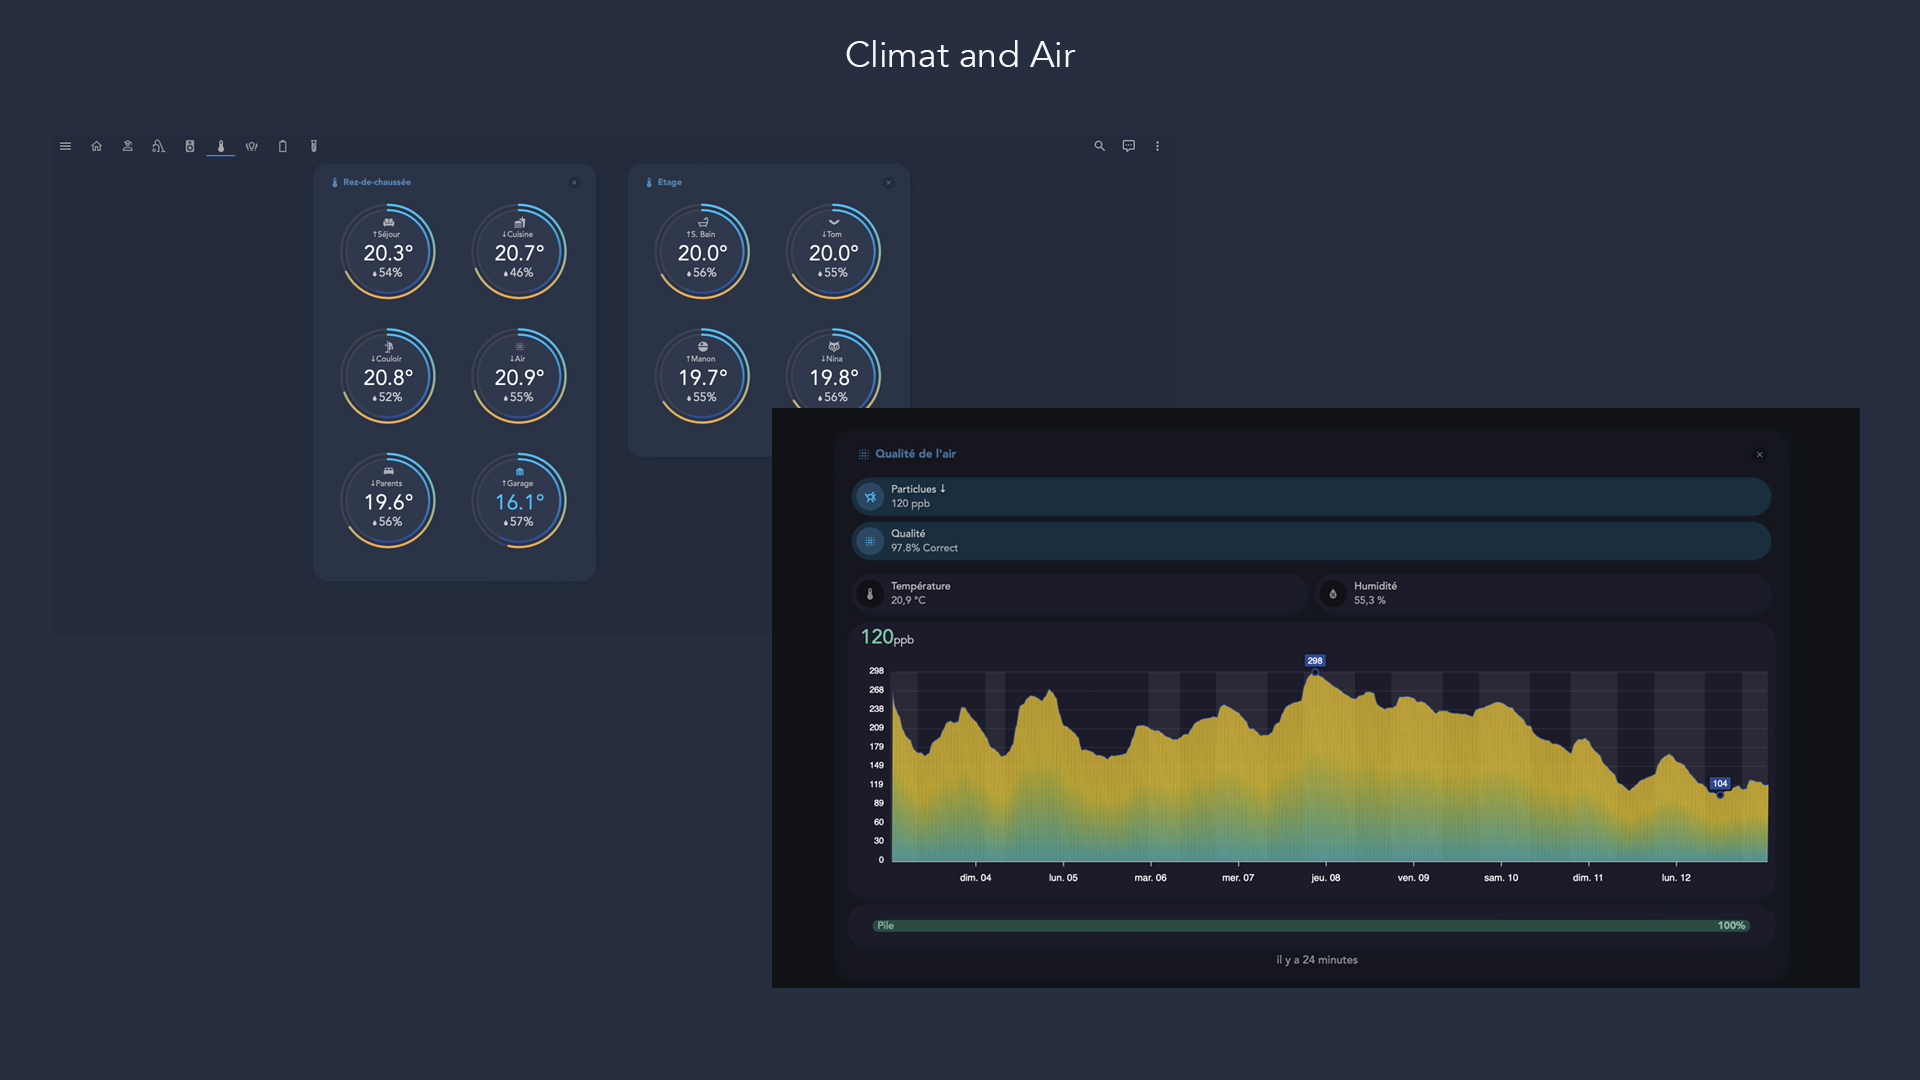 Climat and Air
Rez-de-chaussée
↑Séjour
20.3°
54%
↓Cuisine
20.7°
46%
↓Couloir
20.8°
52%
↓Air
20.9°
55%
↓Parents
19.6°
56%
↑Garage
16.1°
57%
Etage
↑S. Bain
20.0°
56%
↓Tom
20.0°
55%
↑Manon
19.7°
55%
↓Nina
19.8°
56%
Qualité de l'air
Particlues ↓
120 ppb
Qualité
97.8% Correct
Température
20,9 °C
Humidité
55,3 %
120ppb
298
268
238
209
179
149
119
89
60
30
0
298
104
dim. 04
lun. 05
mar. 06
mer. 07
jeu. 08
ven. 09
sam. 10
dim. 11
lun. 12
Pile 100%
il y a 24 minutes